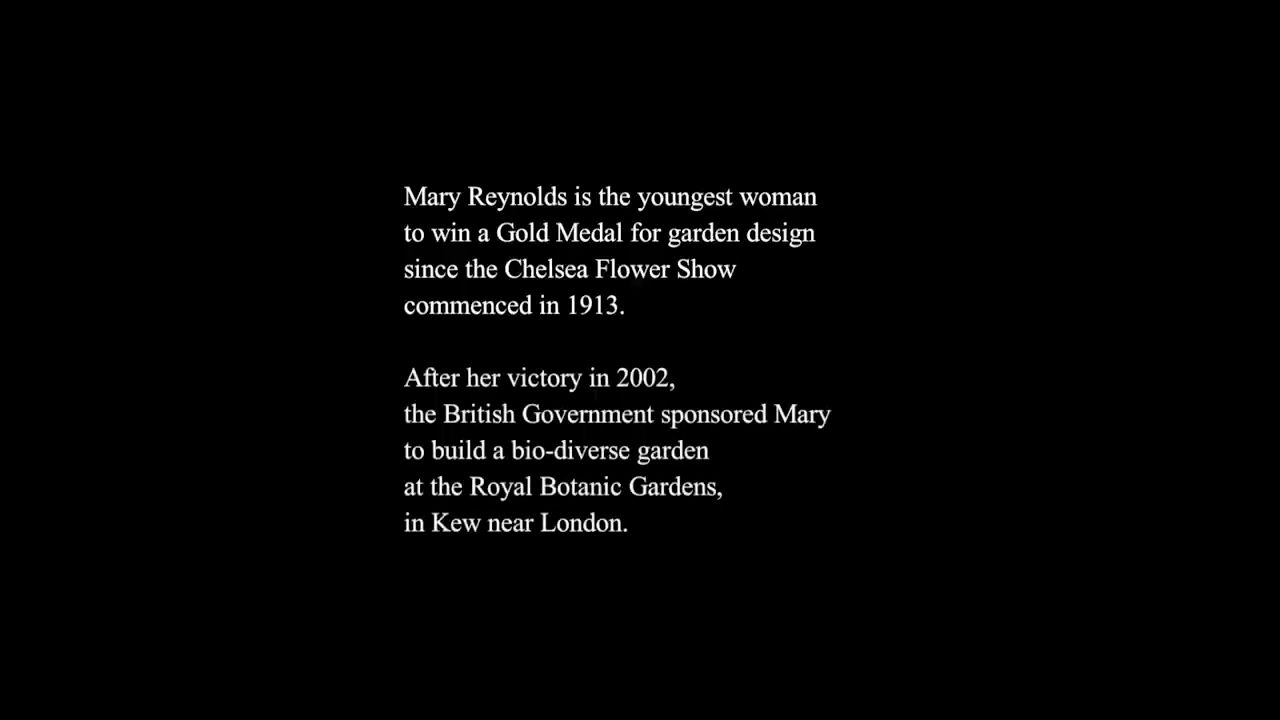 Mary Reynolds is the youngest woman
to win a Gold Medal for garden design
since the Chelsea Flower Show
commenced in 1913.
After her victory in 2002,
the British Government sponsored Mary
to build a bio-diverse garden
at the Royal Botanic Gardens,
in Kew near London.